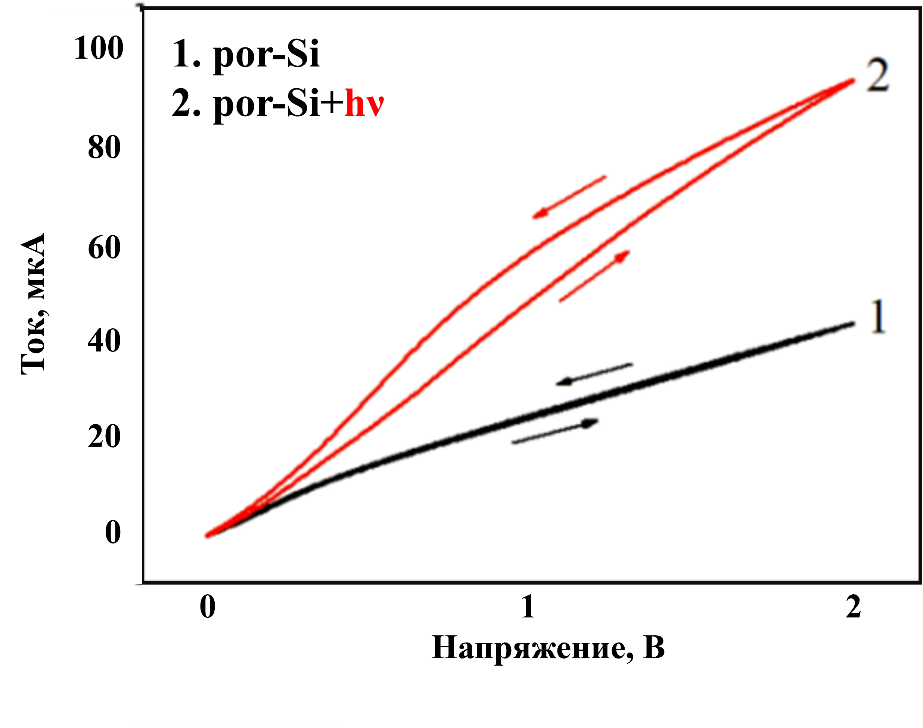 1. por-Si
2. por-Si+hν
100
80
60
40
20
0
Ток, мкА
2
1
0 1 2
Напряжение, В